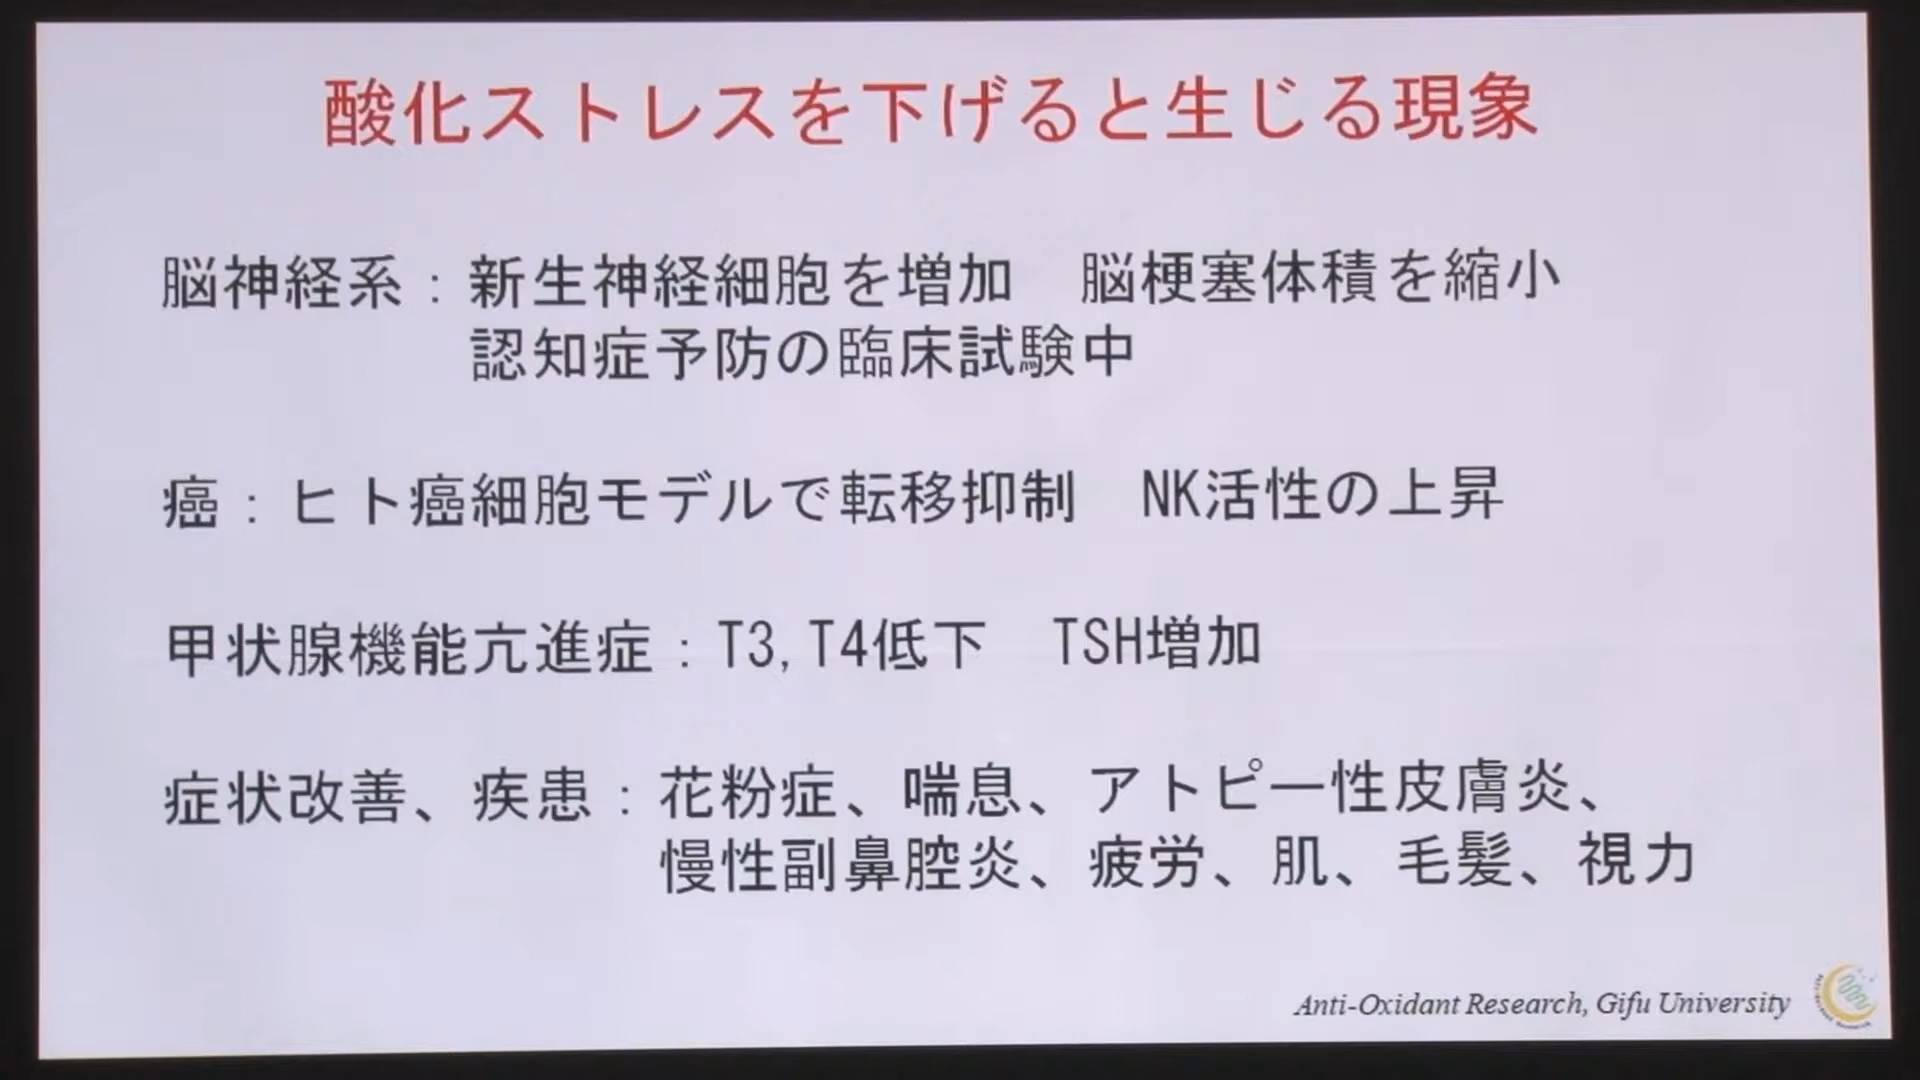 酸化ストレスを下げると生じる現象
脳神経系：新生神経細胞を増加　脳梗塞体積を縮小
認知症予防の臨床試験中
癌：ヒト癌細胞モデルで転移抑制　NK活性の上昇
甲状腺機能亢進症：T3,T4低下　TSH増加
症状改善、疾患：花粉症、喘息、アトピー性皮膚炎、
慢性副鼻腔炎、疲労、肌、毛髪、視力
Anti-Oxidant Research, Gifu University